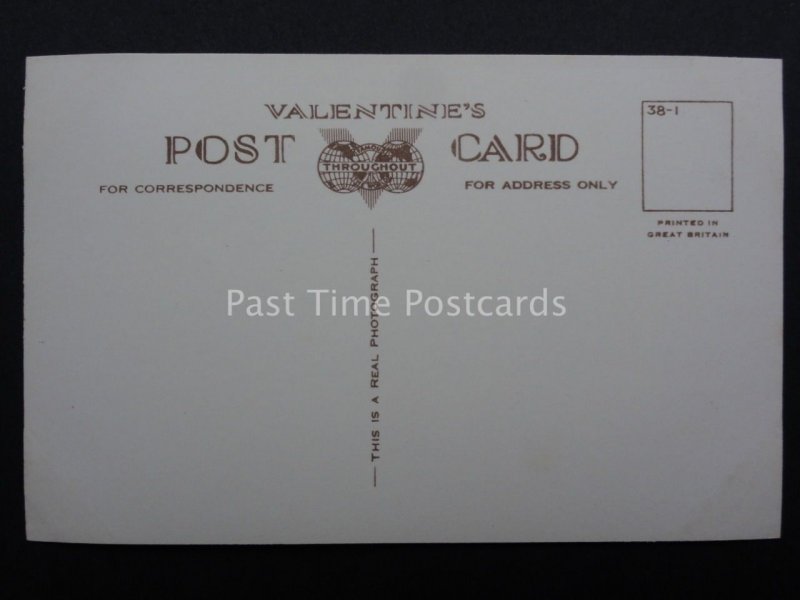 VALENTINE'S
POST CARD
38-1
THROUGHOUT
FOR CORRESPONDENCE
FOR ADDRESS ONLY
PRINTED IN
GREAT BRITAIN
THIS IS A REAL PHOTOGRAPH
Past Time Postcards